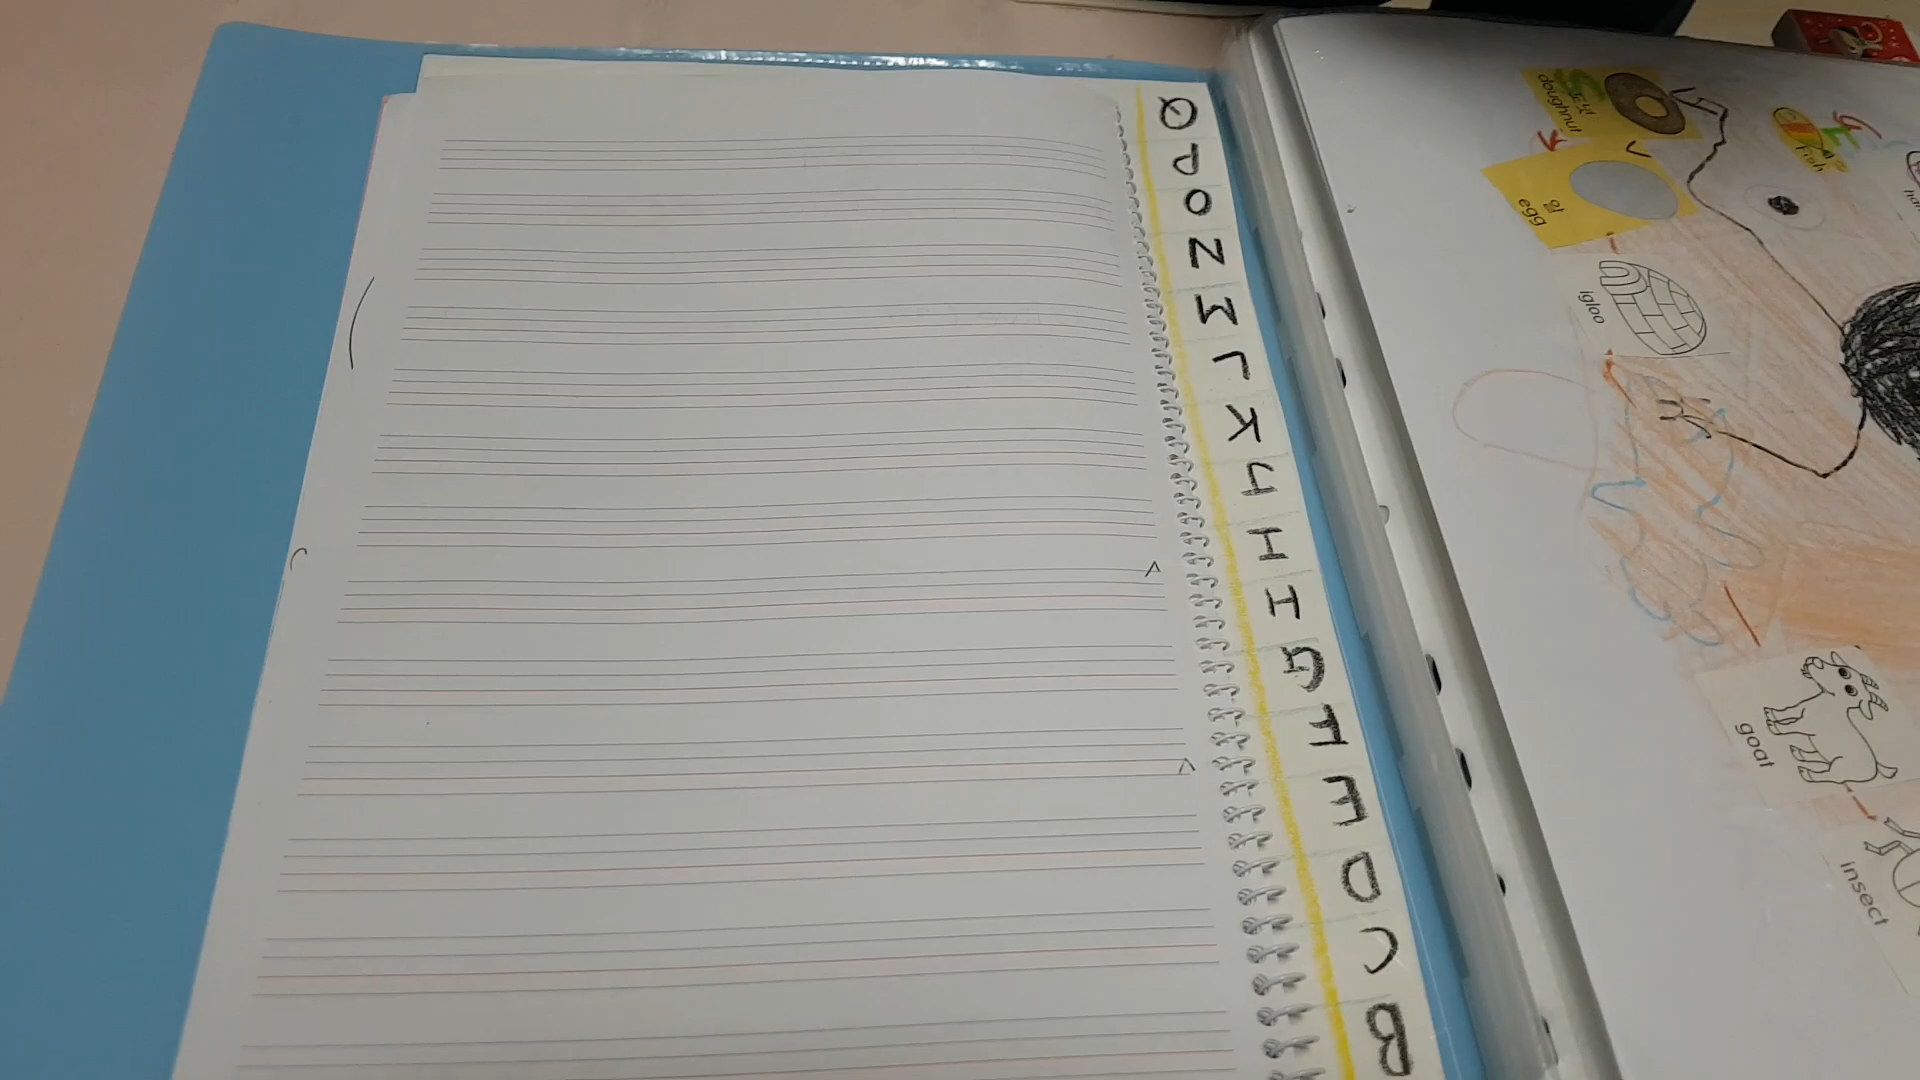 Q P O N M L K J I H G F E D C B
doughnut
egg
igloo
fish
goat
insect